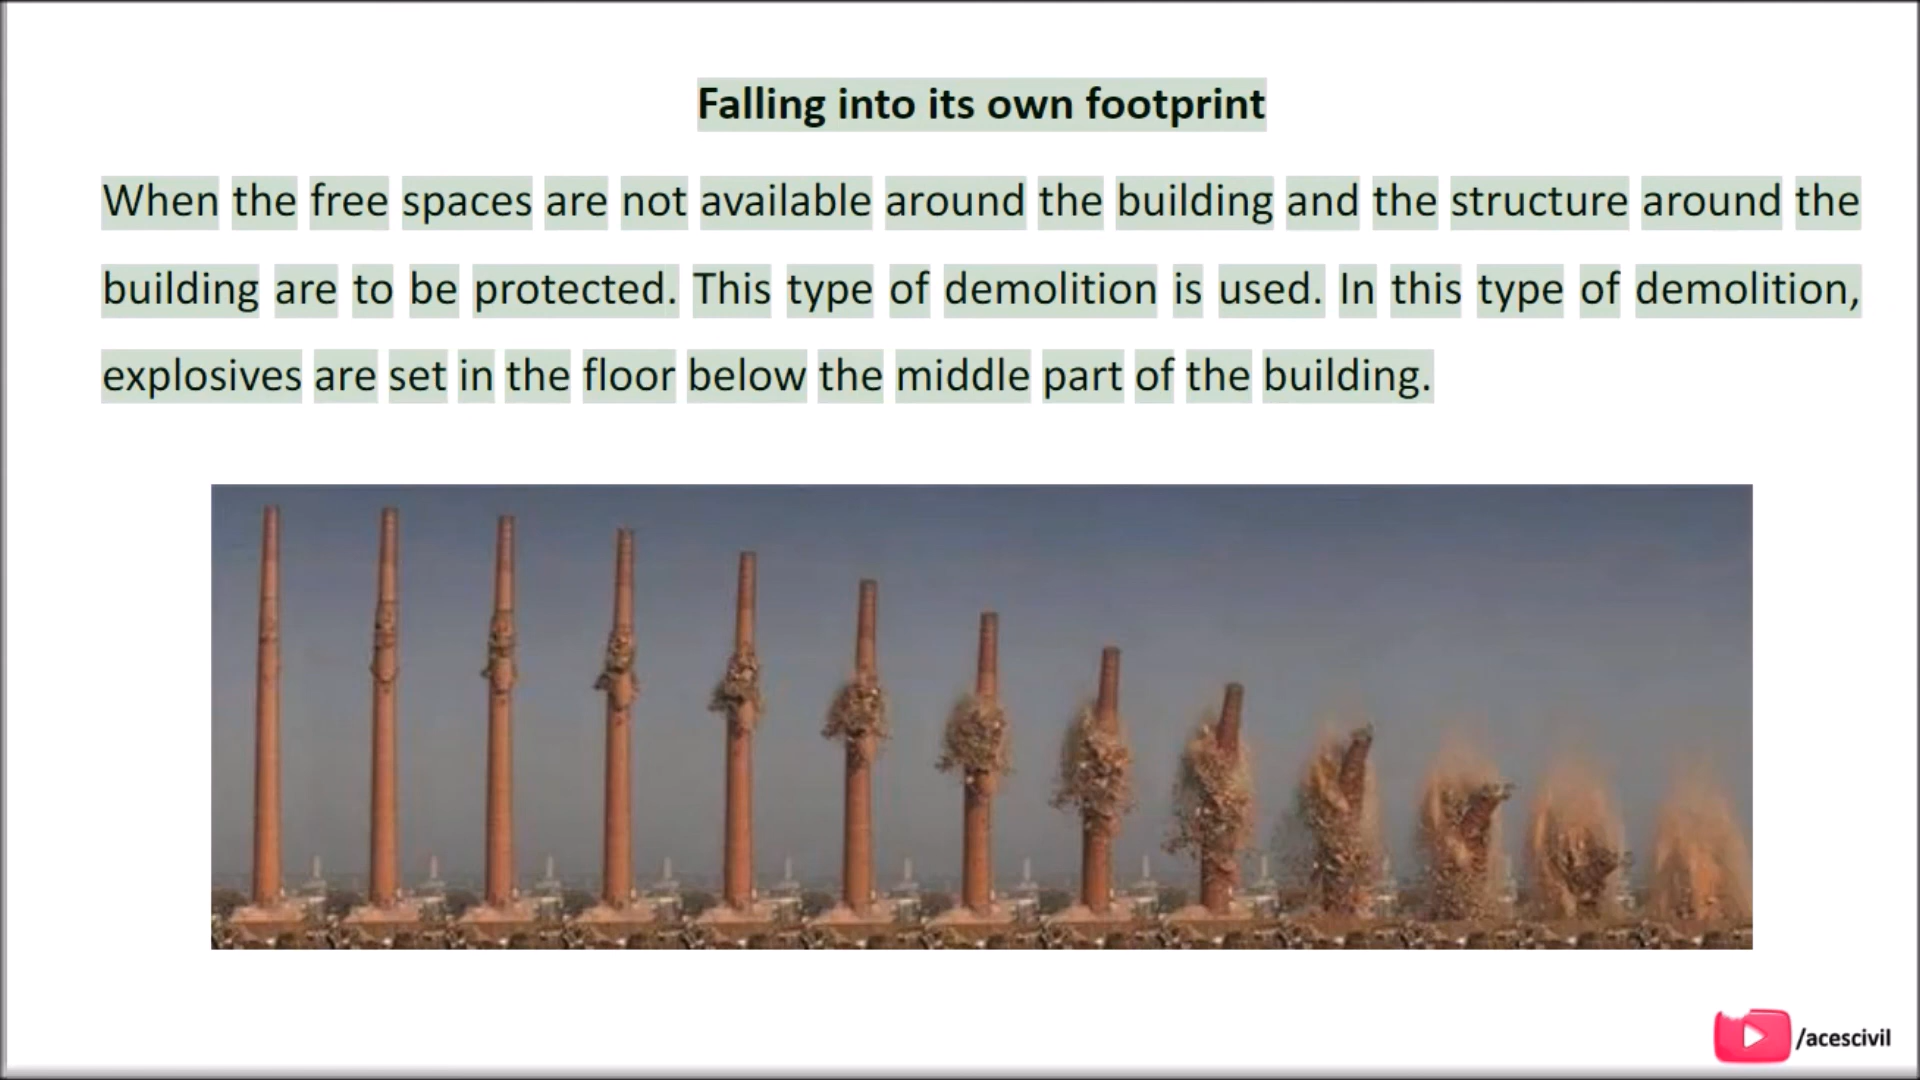 Falling into its own footprint
When the free spaces are not available around the building and the structure around the
building are to be protected. This type of demolition is used. In this type of demolition,
explosives are set in the floor below the middle part of the building.
/acescivil